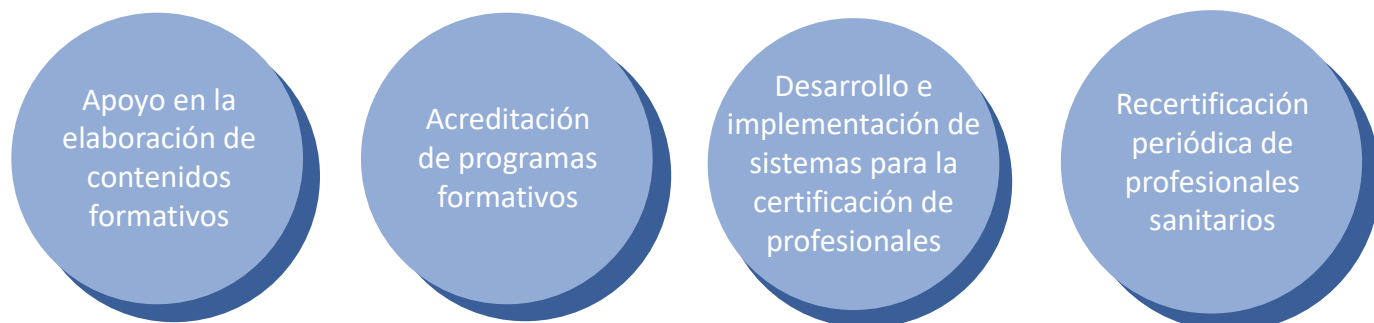 Apoyo en la
elaboración de
contenidos
formativos
Acreditación
de programas
formativos
Desarrollo e
implementación de
sistemas para la
certificación de
profesionales
Recertificación
periódica de
profesionales
sanitarios